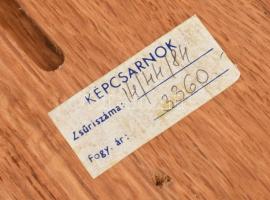 KÉPCSARNOK
Zsűriszáma: 14/44/84
Fogy. ár: 3360